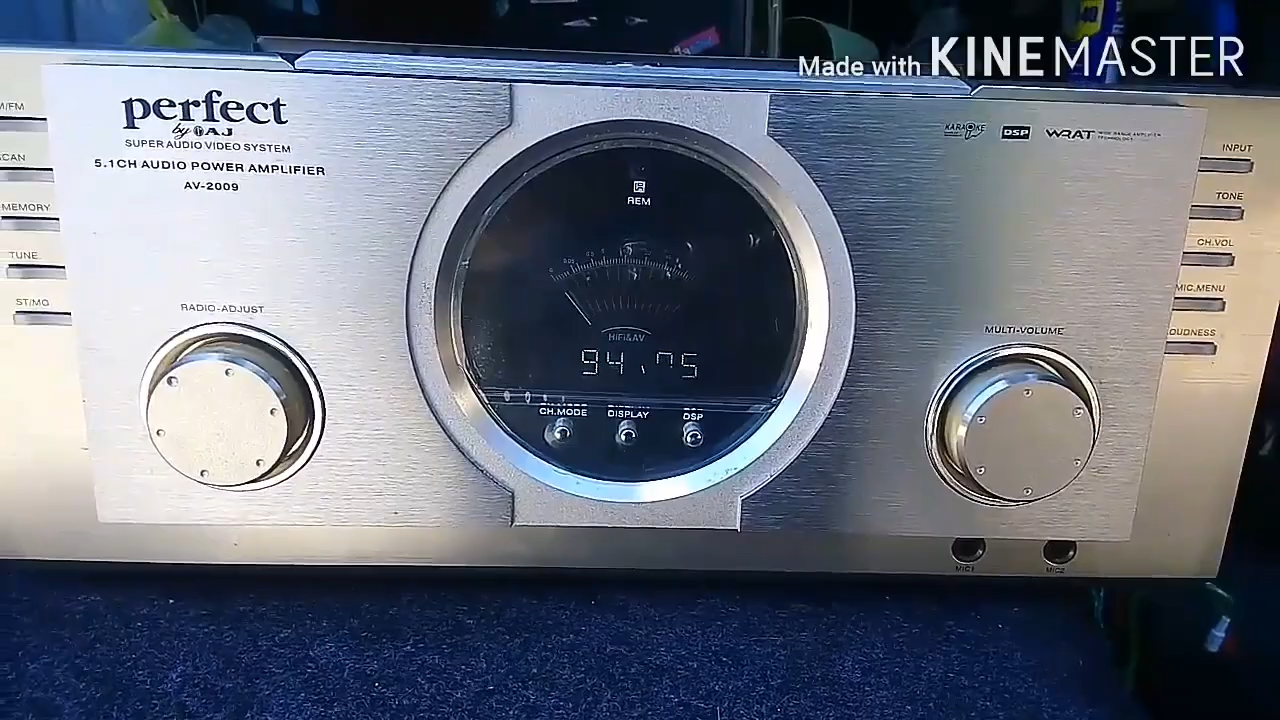 Made with KINEMASTER
perfect
by AJ
SUPER AUDIO VIDEO SYSTEM
5.1CH AUDIO POWER AMPLIFIER
AV-2009
M/FM
SCAN
MEMORY
TUNE
ST/MO
RADIO-ADJUST
REM
HIFI&AV
CH.MODE
DISPLAY
DSP
KARAOKE
DSP
WRAT
INPUT
TONE
CH.VOL
MIC.MENU
OUDNESS
MULTI-VOLUME
MIC1
MIC2